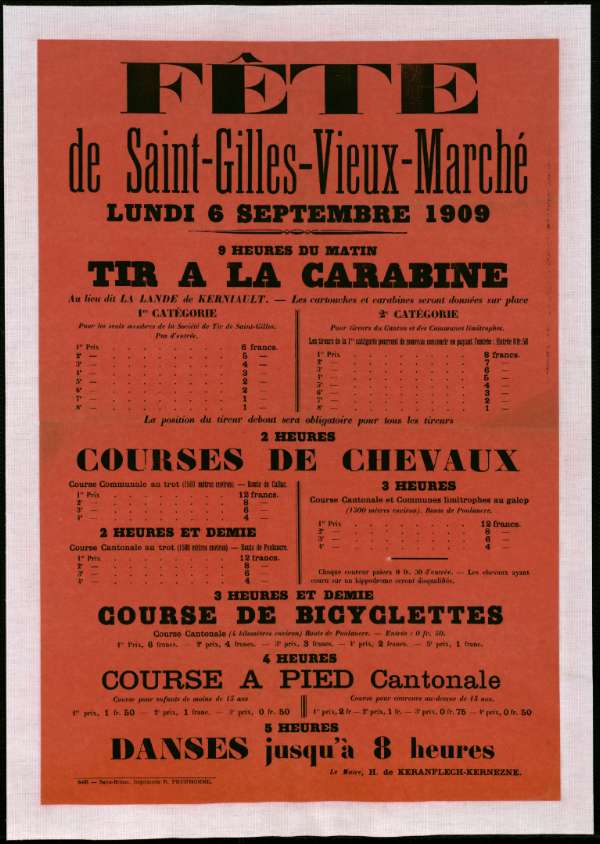 FÊTE
de Saint-Gilles-Vieux-Marché
LUNDI 6 SEPTEMBRE 1909
9 HEURES DU MATIN
TIR A LA CARABINE
Au lieu dit LA LANDE de KERNIAULT. — Les cartouches et carabines seront données sur place
1re CATÉGORIE
Pour les seuls membres de la Société de Tir de Saint-Gilles.
Pas d'entrée.
1er Prix . . . . . . . . . . 6 francs.
2e — . . . . . . . . . . 5 —
3e — . . . . . . . . . . 4 —
4e — . . . . . . . . . . 3 —
5e — . . . . . . . . . . 2 —
6e — . . . . . . . . . . 2 —
7e — . . . . . . . . . . 1 —
8e — . . . . . . . . . . 1 —
2e CATÉGORIE
Pour tireurs du Canton et des Communes limitrophes.
Les tireurs de la 1re catégorie pourront de nouveau concourir en payant l'entrée : Entrée 0 fr. 50
1er Prix . . . . . . . . . . 8 francs.
2e — . . . . . . . . . . 7 —
3e — . . . . . . . . . . 6 —
4e — . . . . . . . . . . 5 —
5e — . . . . . . . . . . 4 —
6e — . . . . . . . . . . 3 —
7e — . . . . . . . . . . 2 —
8e — . . . . . . . . . . 1 —
La position du tireur debout sera obligatoire pour tous les tireurs
2 HEURES
COURSES DE CHEVAUX
Course Communale au trot (1500 mètres environ) — Route de Caillac.
1er Prix . . . . . . . . . . 12 francs.
2e — . . . . . . . . . . 8 —
3e — . . . . . . . . . . 6 —
4e — . . . . . . . . . . 4 —
2 HEURES ET DEMIE
Course Cantonale au trot (1500 mètres environ) — Route de Poulancre.
1er Prix . . . . . . . . . . 12 francs.
2e — . . . . . . . . . . 8 —
3e — . . . . . . . . . . 6 —
4e — . . . . . . . . . . 4 —
3 HEURES
Course Cantonale et Communes limitrophes au galop
(1500 mètres environ). Route de Poulancre.
1er Prix . . . . . . . . . . 12 francs.
2e — . . . . . . . . . . 8 —
3e — . . . . . . . . . . 6 —
4e — . . . . . . . . . . 4 —
Chaque coureur paiera 0 fr. 50 d'entrée. — Les chevaux ayant
couru sur un hippodrome seront disqualifiés.
3 HEURES ET DEMIE
COURSE DE BICYCLETTES
Course Cantonale (4 kilomètres environ) Route de Poulancre. — Entrée : 0 fr. 50.
1er Prix, 6 francs. — 2e prix, 4 francs. — 3e prix, 3 francs. — 4e prix, 2 francs. — 5e prix, 1 franc.
4 HEURES
COURSE A PIED Cantonale
Course pour enfants de moins de 15 ans
1er prix, 1 fr. 50 — 2e prix, 1 franc. — 3e prix, 0 fr. 50
Course pour coureurs au-dessus de 15 ans.
1er prix, 2 fr — 2e prix, 1 fr. — 3e prix, 0 fr. 75 — 4e prix, 0 fr. 50
5 HEURES
DANSES jusqu'à 8 heures
Le Maire, H. de KERANFLECH-KERNEZNE.
Saint-Brieuc, Imprimerie R. PRUD'HOMME.